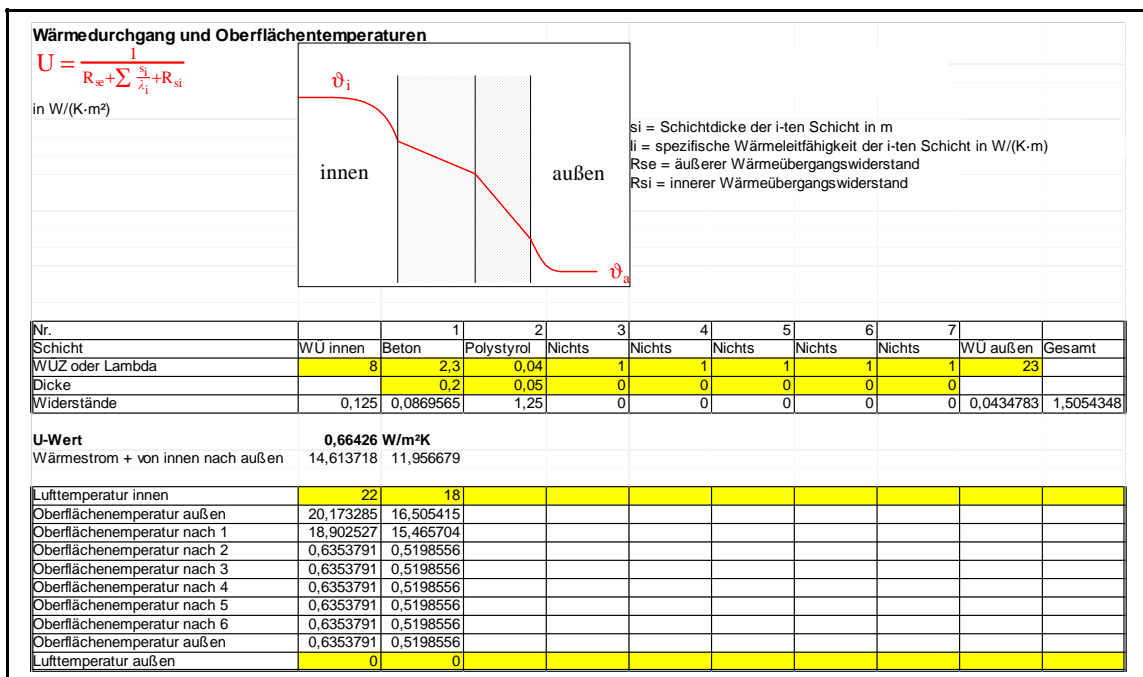 Wärmedurchgang und Oberflächentemperaturen
U = 1 / (Rse+∑ si/λi +Rsi)
in W/(K·m²)
ϑi
innen
außen
ϑa
si = Schichtdicke der i-ten Schicht in m
li = spezifische Wärmeleitfähigkeit der i-ten Schicht in W/(K·m)
Rse = äußerer Wärmeübergangswiderstand
Rsi = innerer Wärmeübergangswiderstand
Nr. 1 2 3 4 5 6 7
Schicht WÜ innen Beton Polystyrol Nichts Nichts Nichts Nichts Nichts WÜ außen Gesamt
WÜZ oder Lambda 8 2,3 0,04 1 1 1 1 1 23
Dicke 0,2 0,05 0 0 0 0 0
Widerstände 0,125 0,0869565 1,25 0 0 0 0 0 0,0434783 1,5054348
U-Wert 0,66426 W/m²K
Wärmestrom + von innen nach außen 14,613718 11,956679
Lufttemperatur innen 22 18
Oberflächenemperatur außen 20,173285 16,505415
Oberflächenemperatur nach 1 18,902527 15,465704
Oberflächenemperatur nach 2 0,6353791 0,5198556
Oberflächenemperatur nach 3 0,6353791 0,5198556
Oberflächenemperatur nach 4 0,6353791 0,5198556
Oberflächenemperatur nach 5 0,6353791 0,5198556
Oberflächenemperatur nach 6 0,6353791 0,5198556
Oberflächenemperatur außen 0,6353791 0,5198556
Lufttemperatur außen 0 0